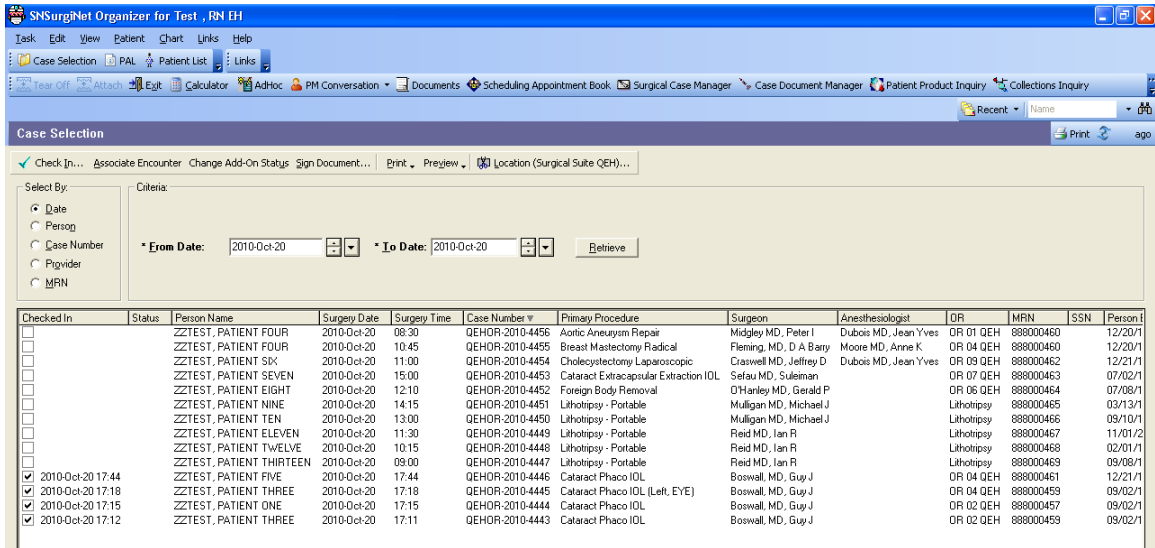 SNSurgiNet Organizer for Test , RN EH
Task Edit View Patient Chart Links Help
Case Selection PAL Patient List Links
Tear Off Attach Exit Calculator AdHoc PM Conversation Documents Scheduling Appointment Book Surgical Case Manager Case Document Manager Patient Product Inquiry Collections Inquiry
Recent Name
Case Selection Print ago
Check In... Associate Encounter Change Add-On Status Sign Document... Print Preview Location (Surgical Suite QEH)...
Select By: Criteria:
Date
Person
Case Number * From Date: 2010-Oct-20 * To Date: 2010-Oct-20 Retrieve
Provider
MRN
Checked In Status Person Name Surgery Date Surgery Time Case Number Primary Procedure Surgeon Anesthesiologist OR MRN SSN Person
ZZTEST, PATIENT FOUR 2010-Oct-20 08:30 QEHOR-2010-4456 Aortic Aneurysm Repair Midgley MD, Peter I Dubois MD, Jean Yves OR 01 QEH 888000460 12/20/1
ZZTEST, PATIENT FOUR 2010-Oct-20 10:45 QEHOR-2010-4455 Breast Mastectomy Radical Fleming, MD, D A Barry Moore MD, Anne K OR 04 QEH 888000460 12/20/1
ZZTEST, PATIENT SIX 2010-Oct-20 11:00 QEHOR-2010-4454 Cholecystectomy Laparoscopic Craswell MD, Jeffrey D Dubois MD, Jean Yves OR 09 QEH 888000462 12/21/1
ZZTEST, PATIENT SEVEN 2010-Oct-20 15:00 QEHOR-2010-4453 Cataract Extracapsular Extraction IOL Sefau MD, Suleiman OR 07 QEH 888000463 07/02/1
ZZTEST, PATIENT EIGHT 2010-Oct-20 12:10 QEHOR-2010-4452 Foreign Body Removal O'Hanley MD, Gerald P OR 06 QEH 888000464 07/08/1
ZZTEST, PATIENT NINE 2010-Oct-20 14:15 QEHOR-2010-4451 Lithotripsy - Portable Mulligan MD, Michael J Lithotripsy 888000465 03/13/1
ZZTEST, PATIENT TEN 2010-Oct-20 13:00 QEHOR-2010-4450 Lithotripsy - Portable Mulligan MD, Michael J Lithotripsy 888000466 09/10/1
ZZTEST, PATIENT ELEVEN 2010-Oct-20 11:30 QEHOR-2010-4449 Lithotripsy - Portable Reid MD, Ian R Lithotripsy 888000467 11/01/2
ZZTEST, PATIENT TWELVE 2010-Oct-20 10:15 QEHOR-2010-4448 Lithotripsy - Portable Reid MD, Ian R Lithotripsy 888000468 02/01/1
ZZTEST, PATIENT THIRTEEN 2010-Oct-20 09:00 QEHOR-2010-4447 Lithotripsy - Portable Reid MD, Ian R Lithotripsy 888000469 09/08/1
2010-Oct-20 17:44 ZZTEST, PATIENT FIVE 2010-Oct-20 17:44 QEHOR-2010-4446 Cataract Phaco IOL Boswall, MD, Guy J OR 04 QEH 888000461 12/21/1
2010-Oct-20 17:18 ZZTEST, PATIENT THREE 2010-Oct-20 17:18 QEHOR-2010-4445 Cataract Phaco IOL (Left, EYE) Boswall, MD, Guy J OR 04 QEH 888000459 09/02/1
2010-Oct-20 17:15 ZZTEST, PATIENT ONE 2010-Oct-20 17:15 QEHOR-2010-4444 Cataract Phaco IOL Boswall, MD, Guy J OR 02 QEH 888000457 09/02/1
2010-Oct-20 17:12 ZZTEST, PATIENT THREE 2010-Oct-20 17:11 QEHOR-2010-4443 Cataract Phaco IOL Boswall, MD, Guy J OR 02 QEH 888000459 09/02/1